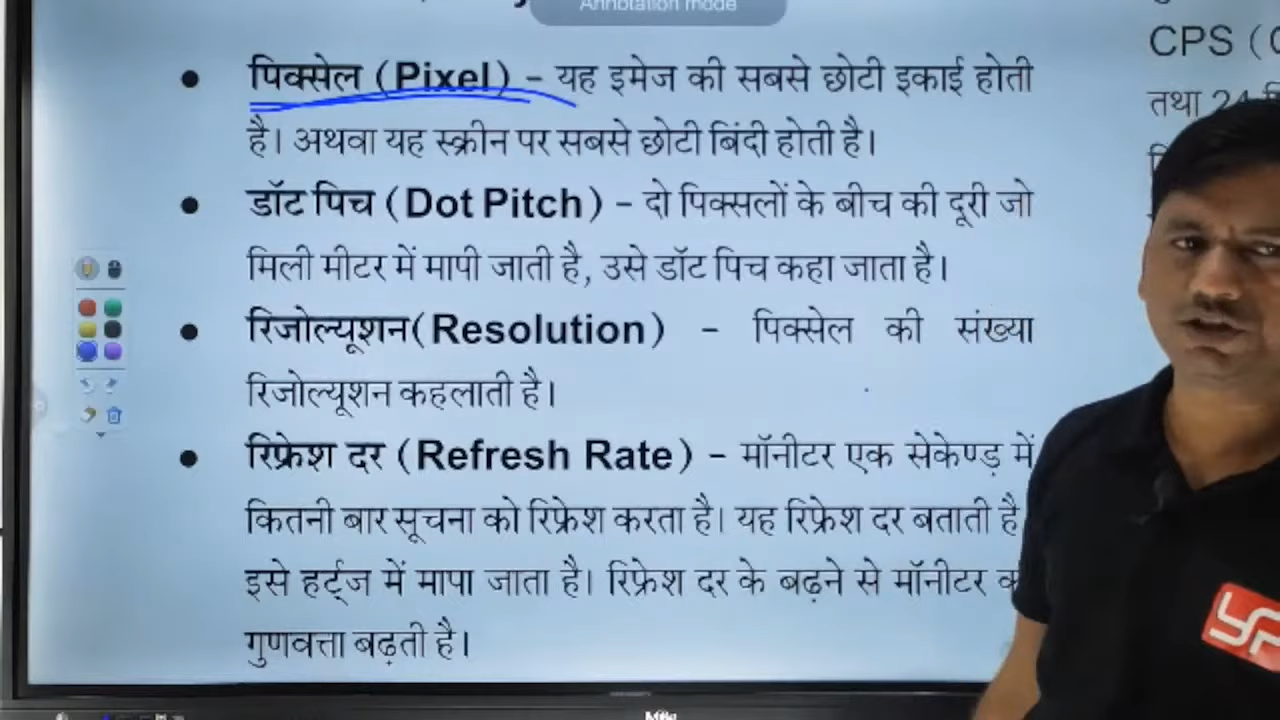 Annotation mode
पिक्सेल (Pixel) – यह इमेज की सबसे छोटी इकाई होती
है। अथवा यह स्क्रीन पर सबसे छोटी बिंदी होती है।
डॉट पिच (Dot Pitch) – दो पिक्सलों के बीच की दूरी जो
मिली मीटर में मापी जाती है, उसे डॉट पिच कहा जाता है।
रिजोल्यूशन(Resolution) – पिक्सेल की संख्या
रिजोल्यूशन कहलाती है।
रिफ्रेश दर (Refresh Rate) – मॉनीटर एक सेकेण्ड़ में
कितनी बार सूचना को रिफ्रेश करता है। यह रिफ्रेश दर बताती है
इसे हर्ट्ज में मापा जाता है। रिफ्रेश दर के बढ़ने से मॉनीटर
गुणवत्ता बढ़ती है।
CPS (
तथा 24